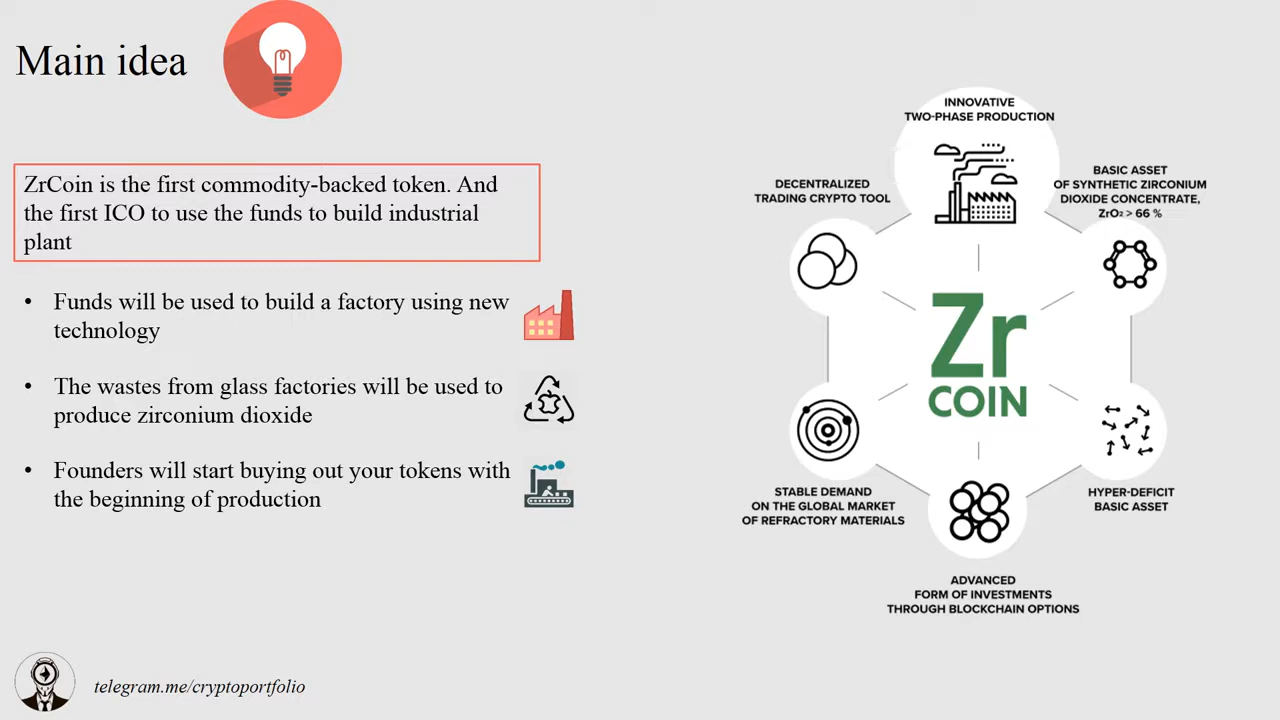 Main idea
ZrCoin is the first commodity-backed token. And
the first ICO to use the funds to build industrial
plant
• Funds will be used to build a factory using new
technology
• The wastes from glass factories will be used to
produce zirconium dioxide
• Founders will start buying out your tokens with
the beginning of production
INNOVATIVE
TWO-PHASE PRODUCTION
DECENTRALIZED
TRADING CRYPTO TOOL
BASIC ASSET
OF SYNTHETIC ZIRCONIUM
DIOXIDE CONCENTRATE,
ZrO₂ > 66 %
Zr
COIN
STABLE DEMAND
ON THE GLOBAL MARKET
OF REFRACTORY MATERIALS
HYPER-DEFICIT
BASIC ASSET
ADVANCED
FORM OF INVESTMENTS
THROUGH BLOCKCHAIN OPTIONS
telegram.me/cryptoportfolio